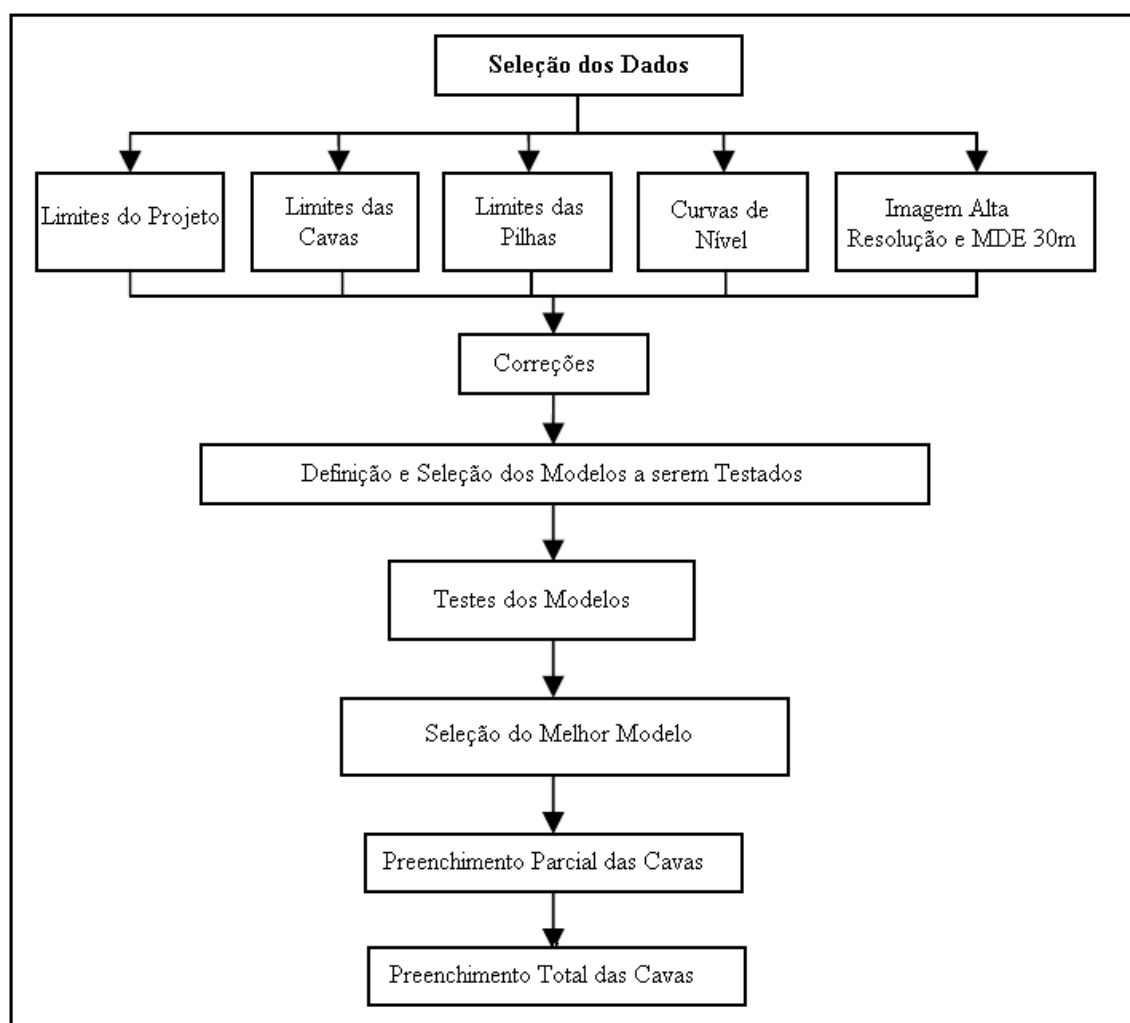 Seleção dos Dados
Limites do Projeto
Limites das
Cavas
Limites das
Pilhas
Curvas de
Nível
Imagem Alta
Resolução e MDE 30m
Correções
Definição e Seleção dos Modelos a serem Testados
Testes dos Modelos
Seleção do Melhor Modelo
Preenchimento Parcial das Cavas
Preenchimento Total das Cavas